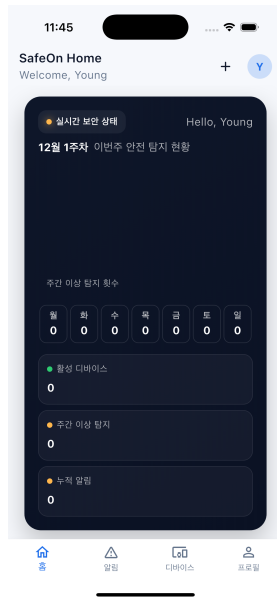 11:45
SafeOn Home
Welcome, Young
+
Y
실시간 보안 상태
Hello, Young
12월 1주차 이번주 안전 탐지 현황
주간 이상 탐지 횟수
월 화 수 목 금 토 일
0 0 0 0 0 0 0
활성 디바이스
0
주간 이상 탐지
0
누적 알림
0
홈 알림 디바이스 프로필